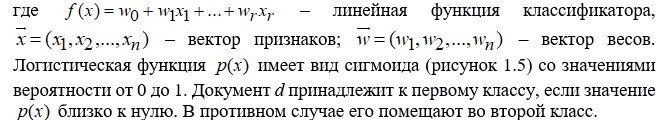 где f(x) = w₀ + w₁x₁ + ... + wᵣxᵣ – линейная функция классификатора,
x⃗ = (x₁, x₂, ..., xₙ) – вектор признаков; w⃗ = (w₁, w₂, ..., wₙ) – вектор весов.
Логистическая функция p(x) имеет вид сигмоида (рисунок 1.5) со значениями
вероятности от 0 до 1. Документ d принадлежит к первому классу, если значение
p(x) близко к нулю. В противном случае его помещают во второй класс.